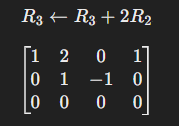 R₃ ← R₃ + 2R₂
1 2 0 1
0 1 −1 0
0 0 0 0